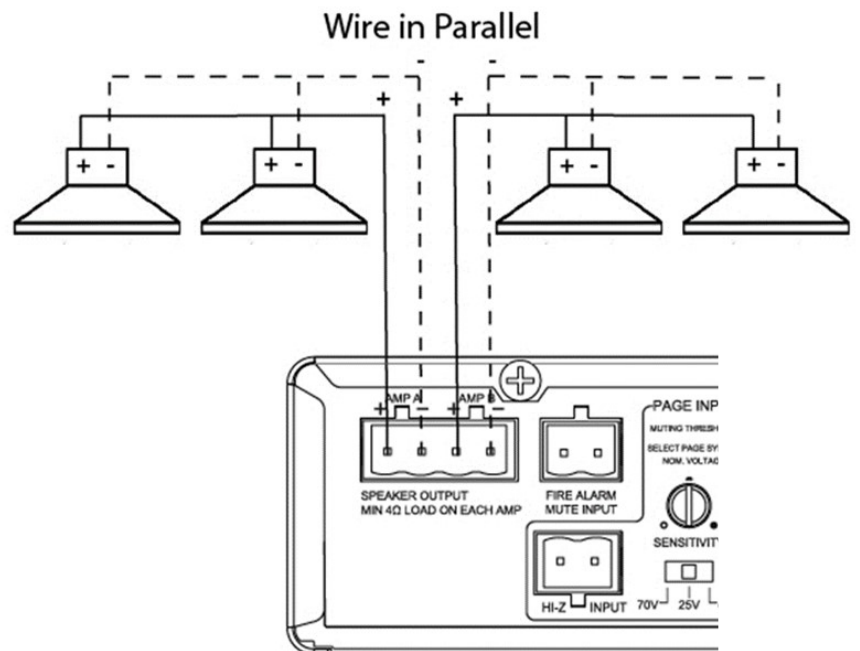 Wire in Parallel
- -
+ +
+ - + - + - + -
AMP A AMP B
+ - + -
PAGE INP
MUTING THRESH
SELECT PAGE SY
NOM. VOLTAG
SPEAKER OUTPUT
MIN 4Ω LOAD ON EACH AMP
FIRE ALARM
MUTE INPUT
SENSITIVIT
HI-Z INPUT
70V 25V